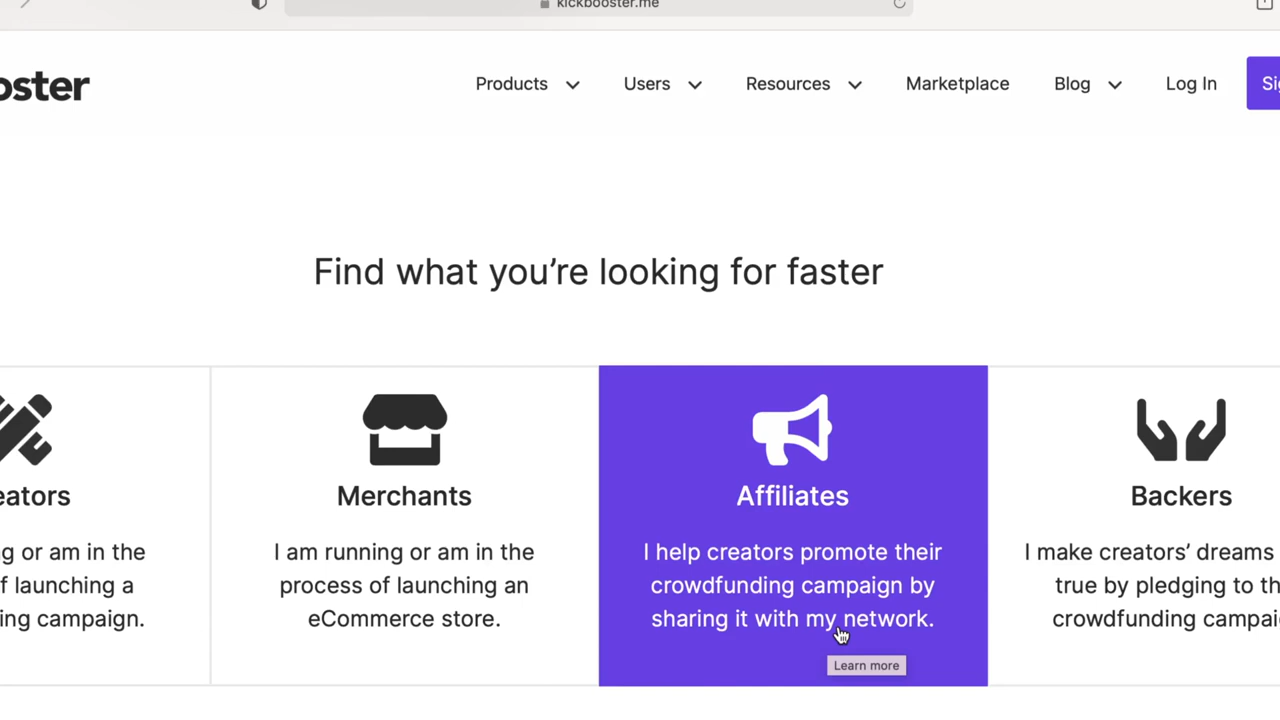 kickbooster.me
oster
Products
Users
Resources
Marketplace
Blog
Log In
Si
Find what you're looking for faster
eators
g or am in the
f launching a
ing campaign.
Merchants
I am running or am in the
process of launching an
eCommerce store.
Affiliates
I help creators promote their
crowdfunding campaign by
sharing it with my network.
Learn more
Backers
I make creators' dreams
true by pledging to th
crowdfunding campai